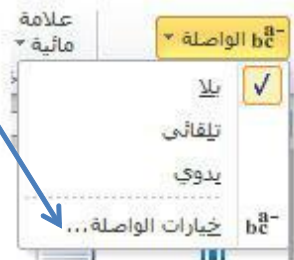 علامة
مائية
الواصلة bc a-
بلا
تلقائي
يدوي
خيارات الواصلة...
bc a-